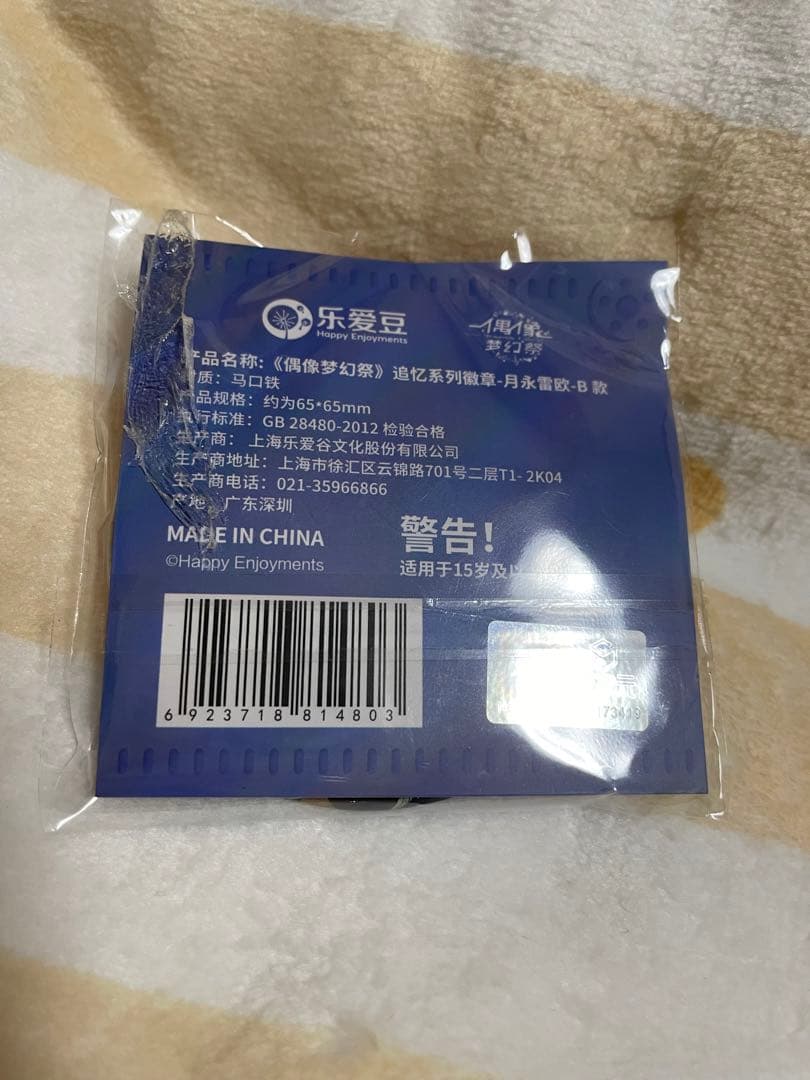 乐爱豆
Happy Enjoyments
偶像
梦幻祭
产品名称:《偶像梦幻祭》追忆系列徽章-月永雷欧-B 款
质: 马口铁
品规格: 约为65*65mm
行标准: GB 28480-2012 检验合格
生产商: 上海乐爱谷文化股份有限公司
生产商地址: 上海市徐汇区云锦路701号二层T1- 2K04
生产商电话: 021-35966866
产地: 广东深圳
MADE IN CHINA
©Happy Enjoyments
警告!
适用于15岁及以
6 923718 814803
173413